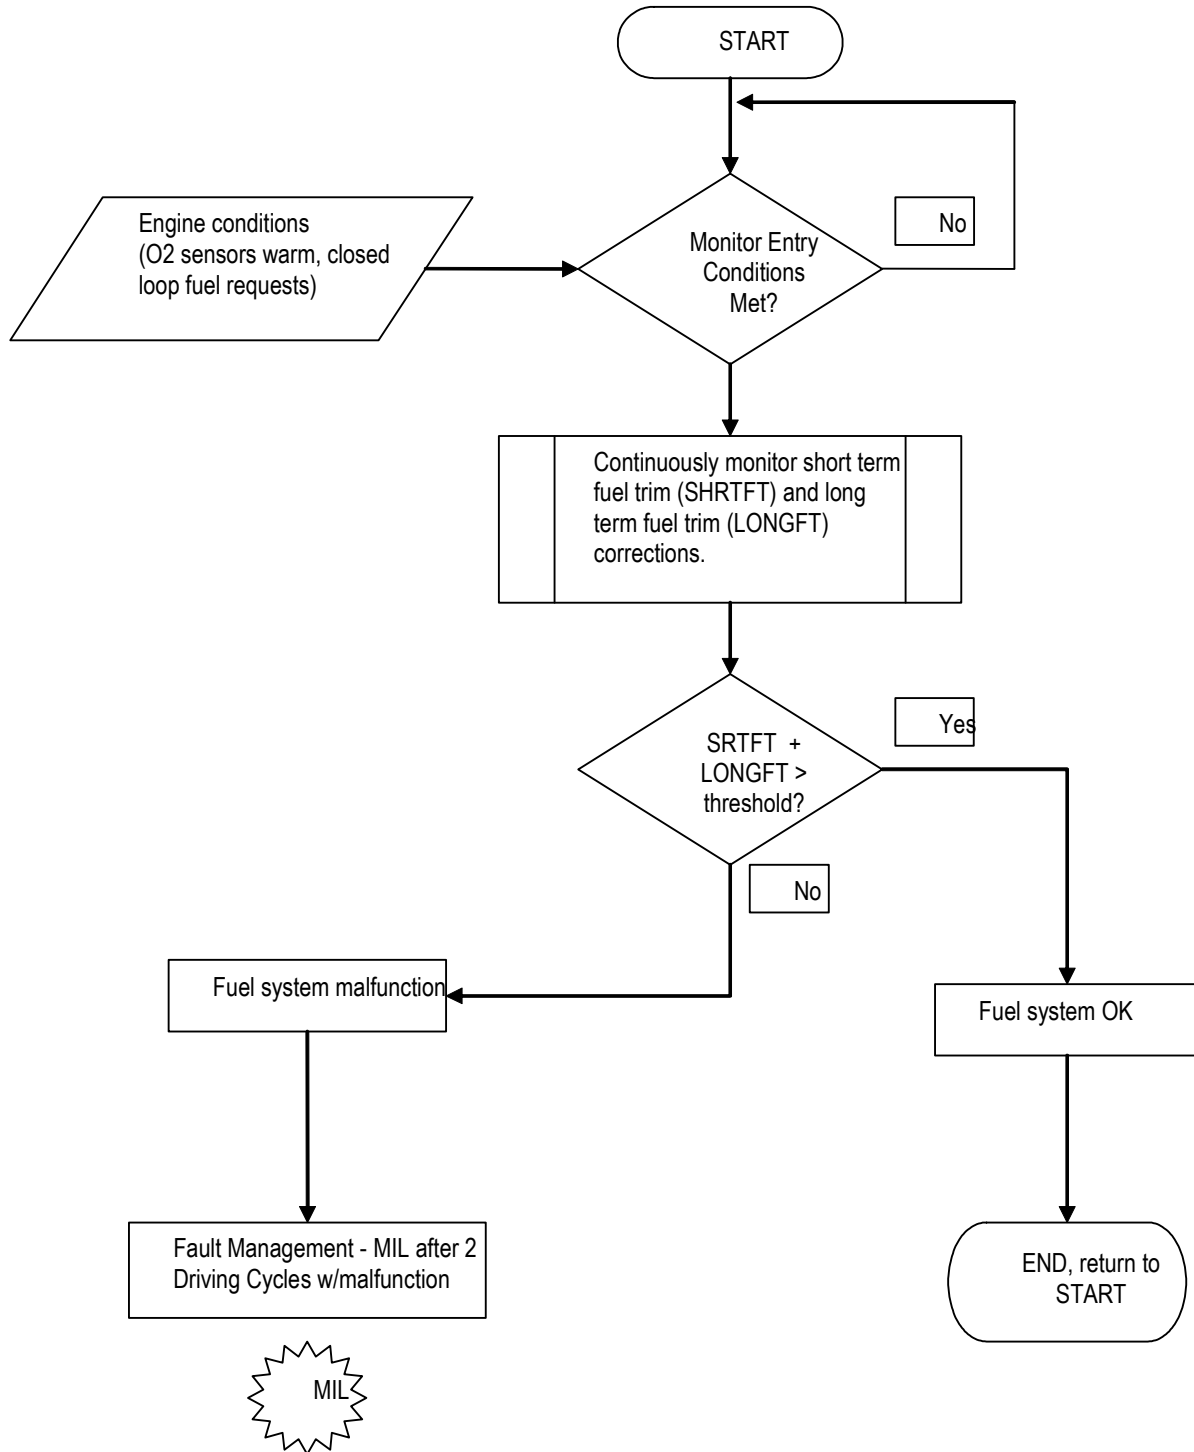 START
Engine conditions
(O2 sensors warm, closed
loop fuel requests)
Monitor Entry
Conditions
Met?
No
Continuously monitor short term
fuel trim (SHRTFT) and long
term fuel trim (LONGFT)
corrections.
SRTFT +
LONGFT >
threshold?
Yes
No
Fuel system malfunction
Fuel system OK
Fault Management - MIL after 2
Driving Cycles w/malfunction
END, return to
START
MIL